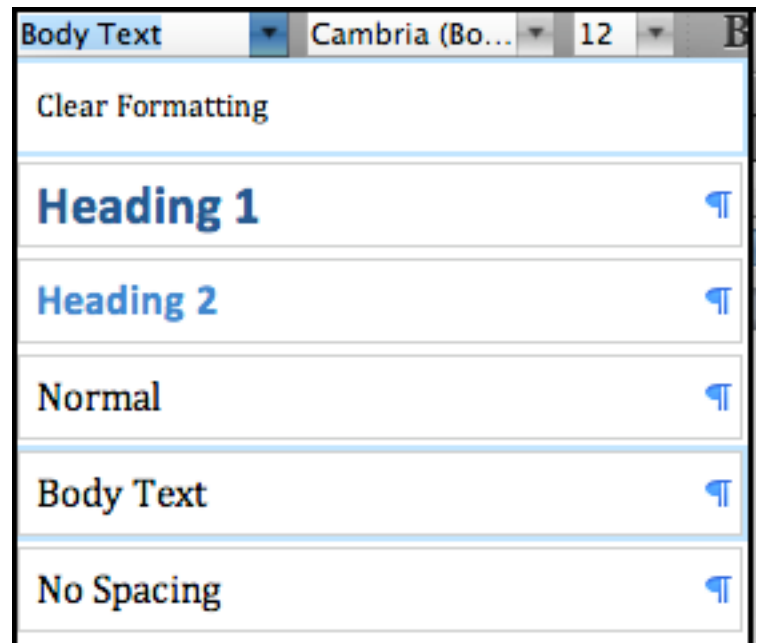 Body Text Cambria (Bo... 12 B
Clear Formatting
Heading 1 ¶
Heading 2 ¶
Normal ¶
Body Text ¶
No Spacing ¶